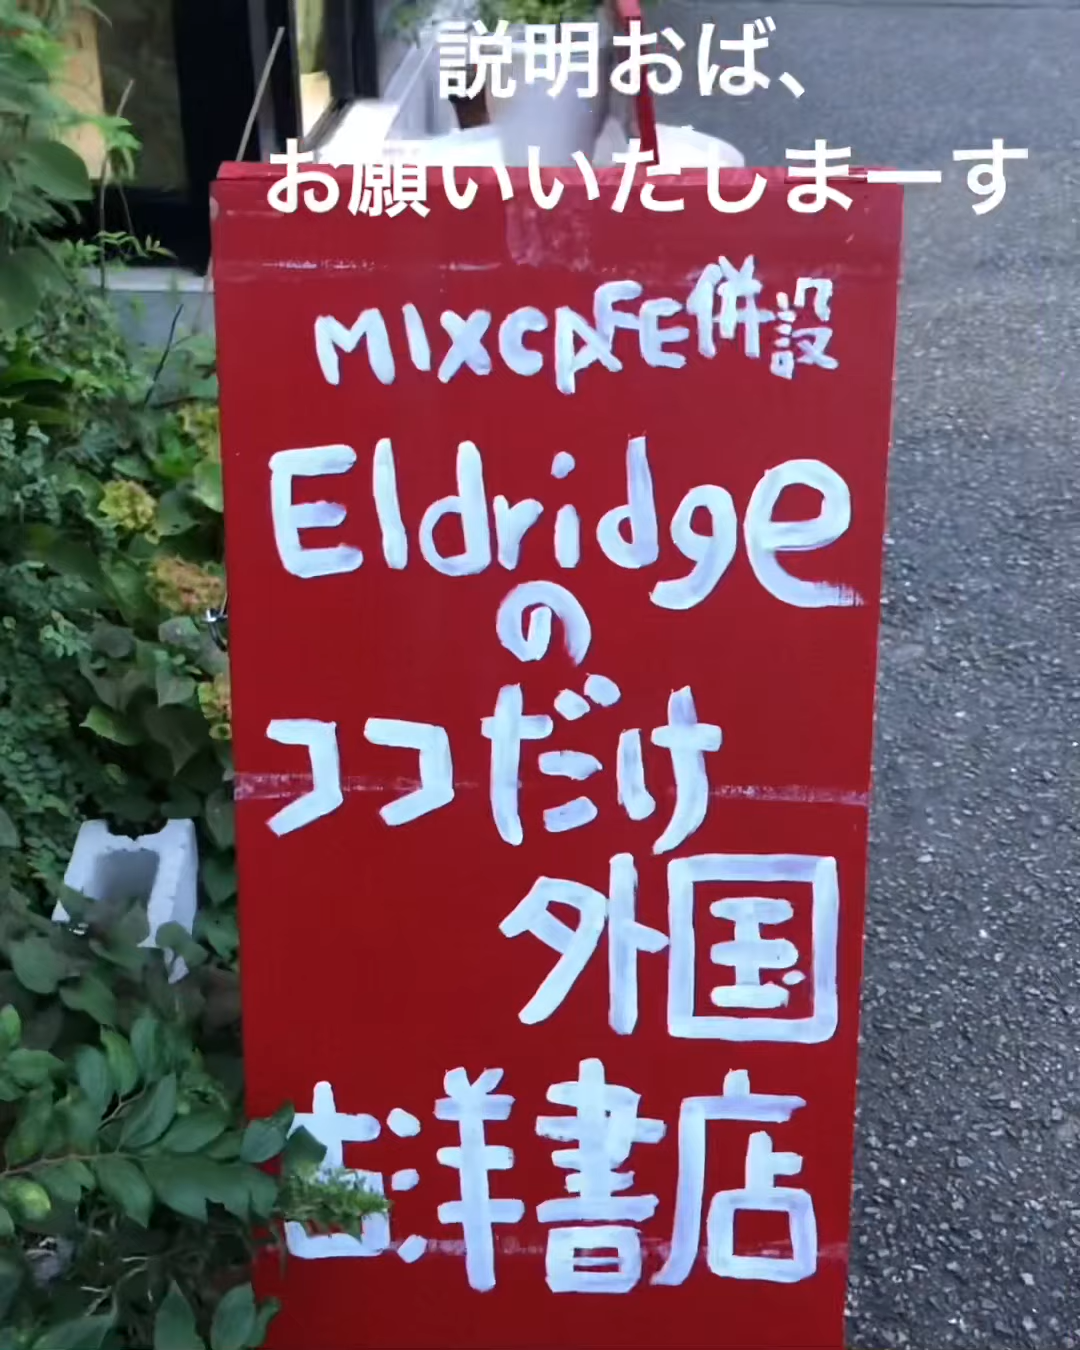 説明おば、
お願いいたしまーす
MIXCAFE併設
Eldridge
の
ココだけ
外国
古洋書店